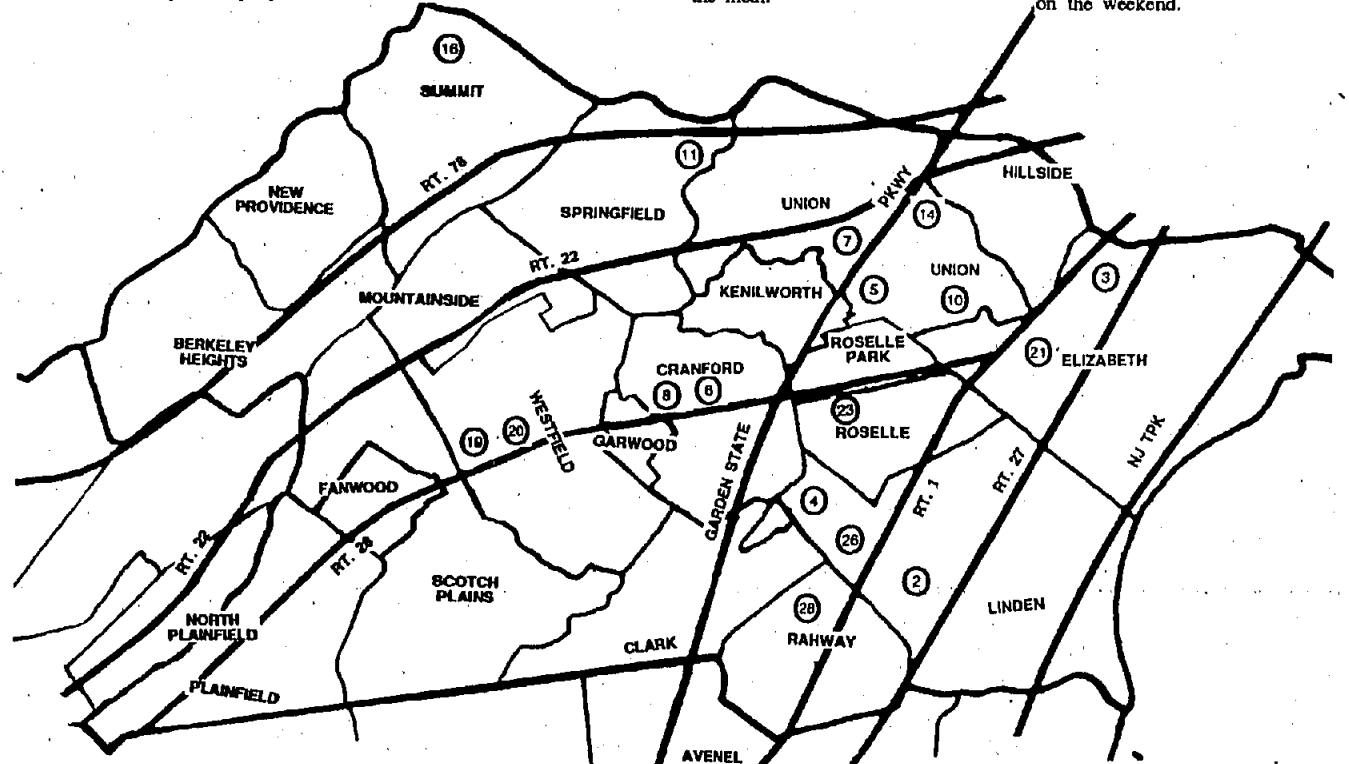 on the weekend.
16
SUMMIT
11
RT. 78
HILLSIDE
NEW
PROVIDENCE
PKWY
UNION
SPRINGFIELD
14
7
RT. 22
UNION
3
MOUNTAINSIDE
KENILWORTH
5
10
BERKELEY
HEIGHTS
ROSELLE
PARK
21
ELIZABETH
CRANFORD
8
6
WESTFIELD
23
ROSELLE
19
20
GARWOOD
NJ TPK
FANWOOD
GARDEN STATE
RT. 1
RT. 27
4
26
RT. 22
RT. 28
SCOTCH
PLAINS
2
28
LINDEN
NORTH
PLAINFIELD
RAHWAY
CLARK
PLAINFIELD
AVENEL